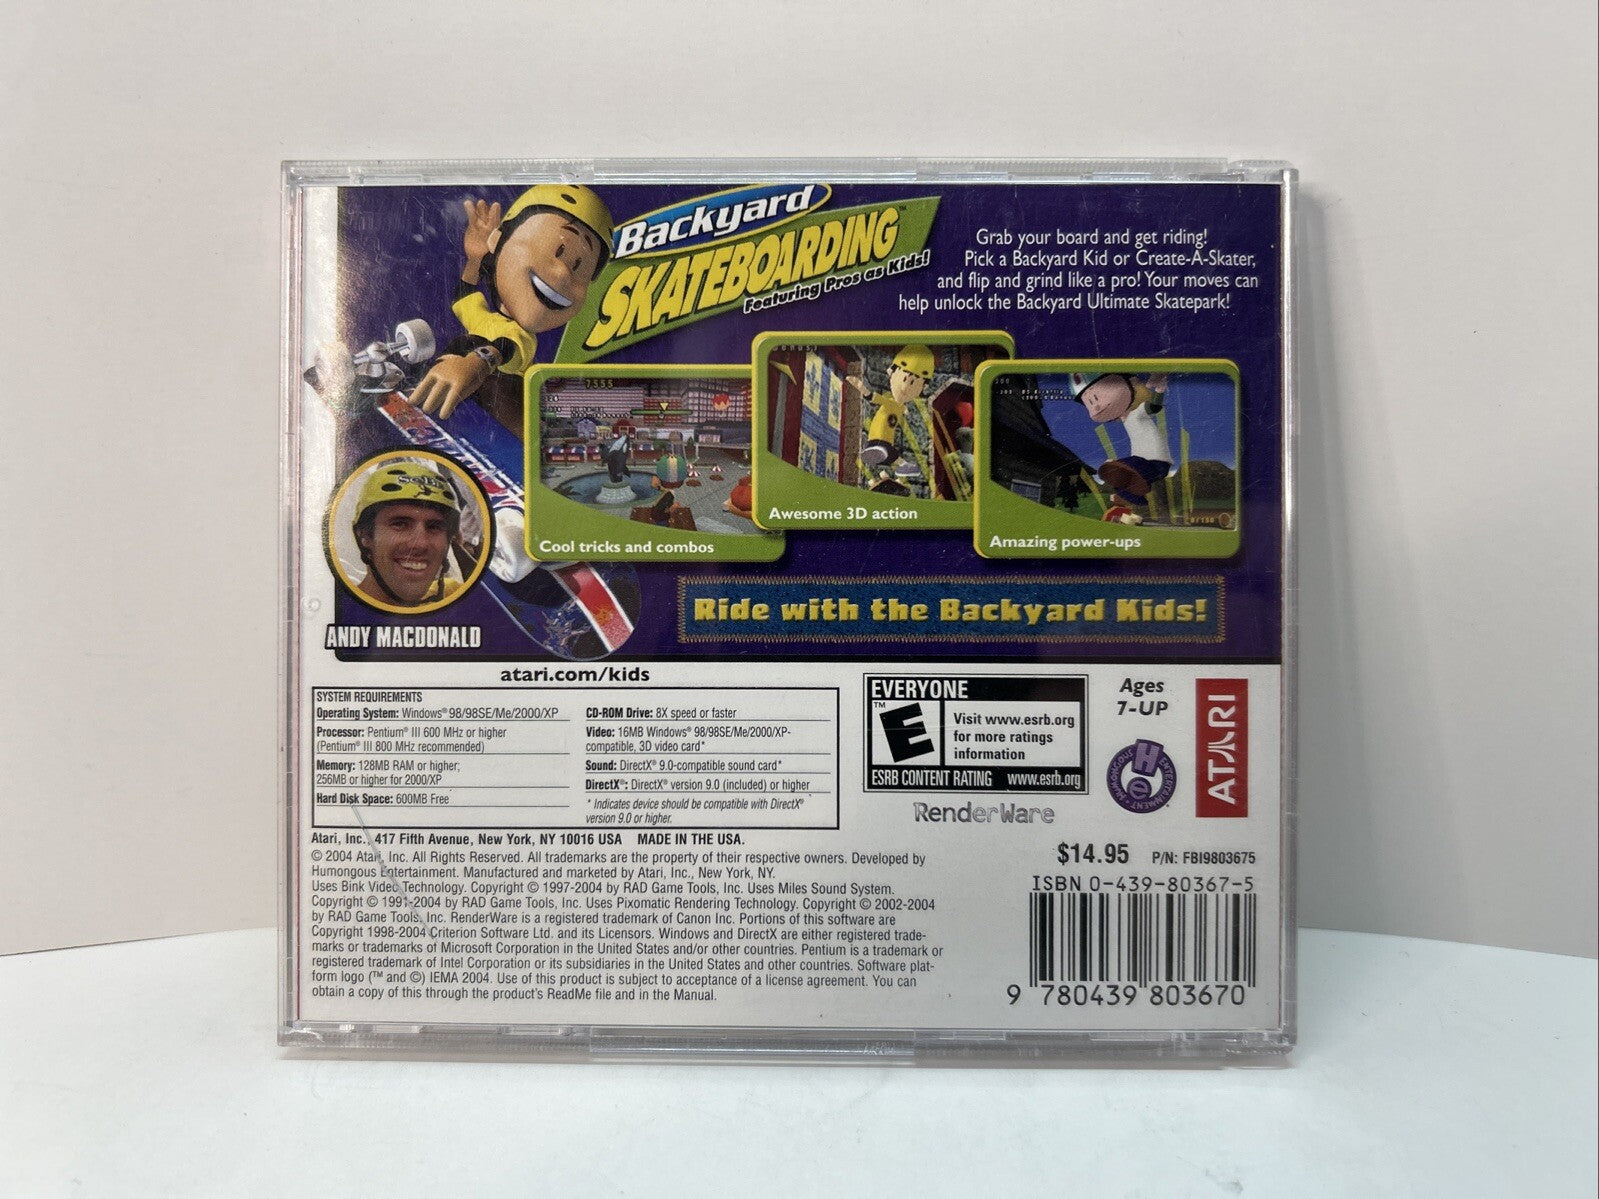 Backyard
SKATEBOARDING™
Featuring Pros as Kids!
Grab your board and get riding!
Pick a Backyard Kid or Create-A-Skater,
and flip and grind like a pro! Your moves can
help unlock the Backyard Ultimate Skatepark!
7555
Cool tricks and combos
Awesome 3D action
Amazing power-ups
ANDY MACDONALD
Ride with the Backyard Kids!
atari.com/kids
SYSTEM REQUIREMENTS
Operating System: Windows® 98/98SE/Me/2000/XP
Processor: Pentium® III 600 MHz or higher
(Pentium® III 800 MHz recommended)
Memory: 128MB RAM or higher;
256MB or higher for 2000/XP
Hard Disk Space: 600MB Free
CD-ROM Drive: 8X speed or faster
Video: 16MB Windows® 98/98SE/Me/2000/XP-
compatible, 3D video card*
Sound: DirectX® 9.0-compatible sound card*
DirectX®: DirectX® version 9.0 (included) or higher
* Indicates device should be compatible with DirectX®
version 9.0 or higher.
EVERYONE
E™
Visit www.esrb.org
for more ratings
information
ESRB CONTENT RATING www.esrb.org
Ages
7-UP
HUMONGOUS ENTERTAINMENT
ATARI
RenderWare
Atari, Inc., 417 Fifth Avenue, New York, NY 10016 USA MADE IN THE USA.
© 2004 Atari, Inc. All Rights Reserved. All trademarks are the property of their respective owners. Developed by
Humongous Entertainment. Manufactured and marketed by Atari, Inc., New York, NY.
Uses Bink Video Technology. Copyright © 1997-2004 by RAD Game Tools, Inc. Uses Miles Sound System.
Copyright © 1991-2004 by RAD Game Tools, Inc. Uses Pixomatic Rendering Technology. Copyright © 2002-2004
by RAD Game Tools, Inc. RenderWare is a registered trademark of Canon Inc. Portions of this software are
Copyright 1998-2004 Criterion Software Ltd. and its Licensors. Windows and DirectX are either registered trade-
marks or trademarks of Microsoft Corporation in the United States and/or other countries. Pentium is a trademark or
registered trademark of Intel Corporation or its subsidiaries in the United States and other countries. Software plat-
form logo (™ and ©) IEMA 2004. Use of this product is subject to acceptance of a license agreement. You can
obtain a copy of this through the product's ReadMe file and in the Manual.
$14.95 P/N: FBI9803675
ISBN 0-439-80367-5
9 780439 803670